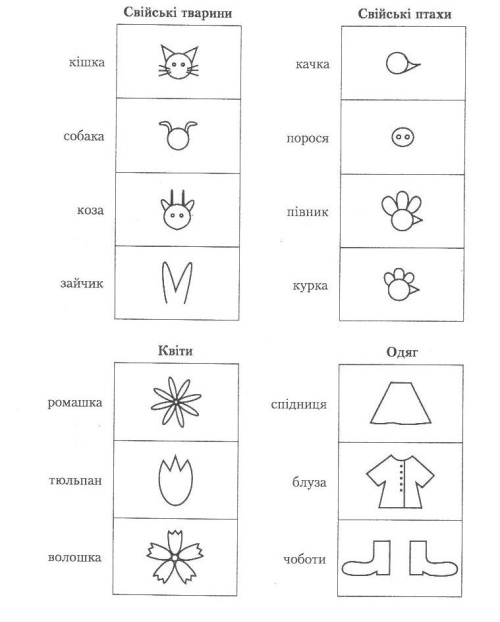 Свійські тварини
кішка
собака
коза
зайчик
Свійські птахи
качка
порося
півник
курка
Квіти
ромашка
тюльпан
волошка
Одяг
спідниця
блуза
чоботи